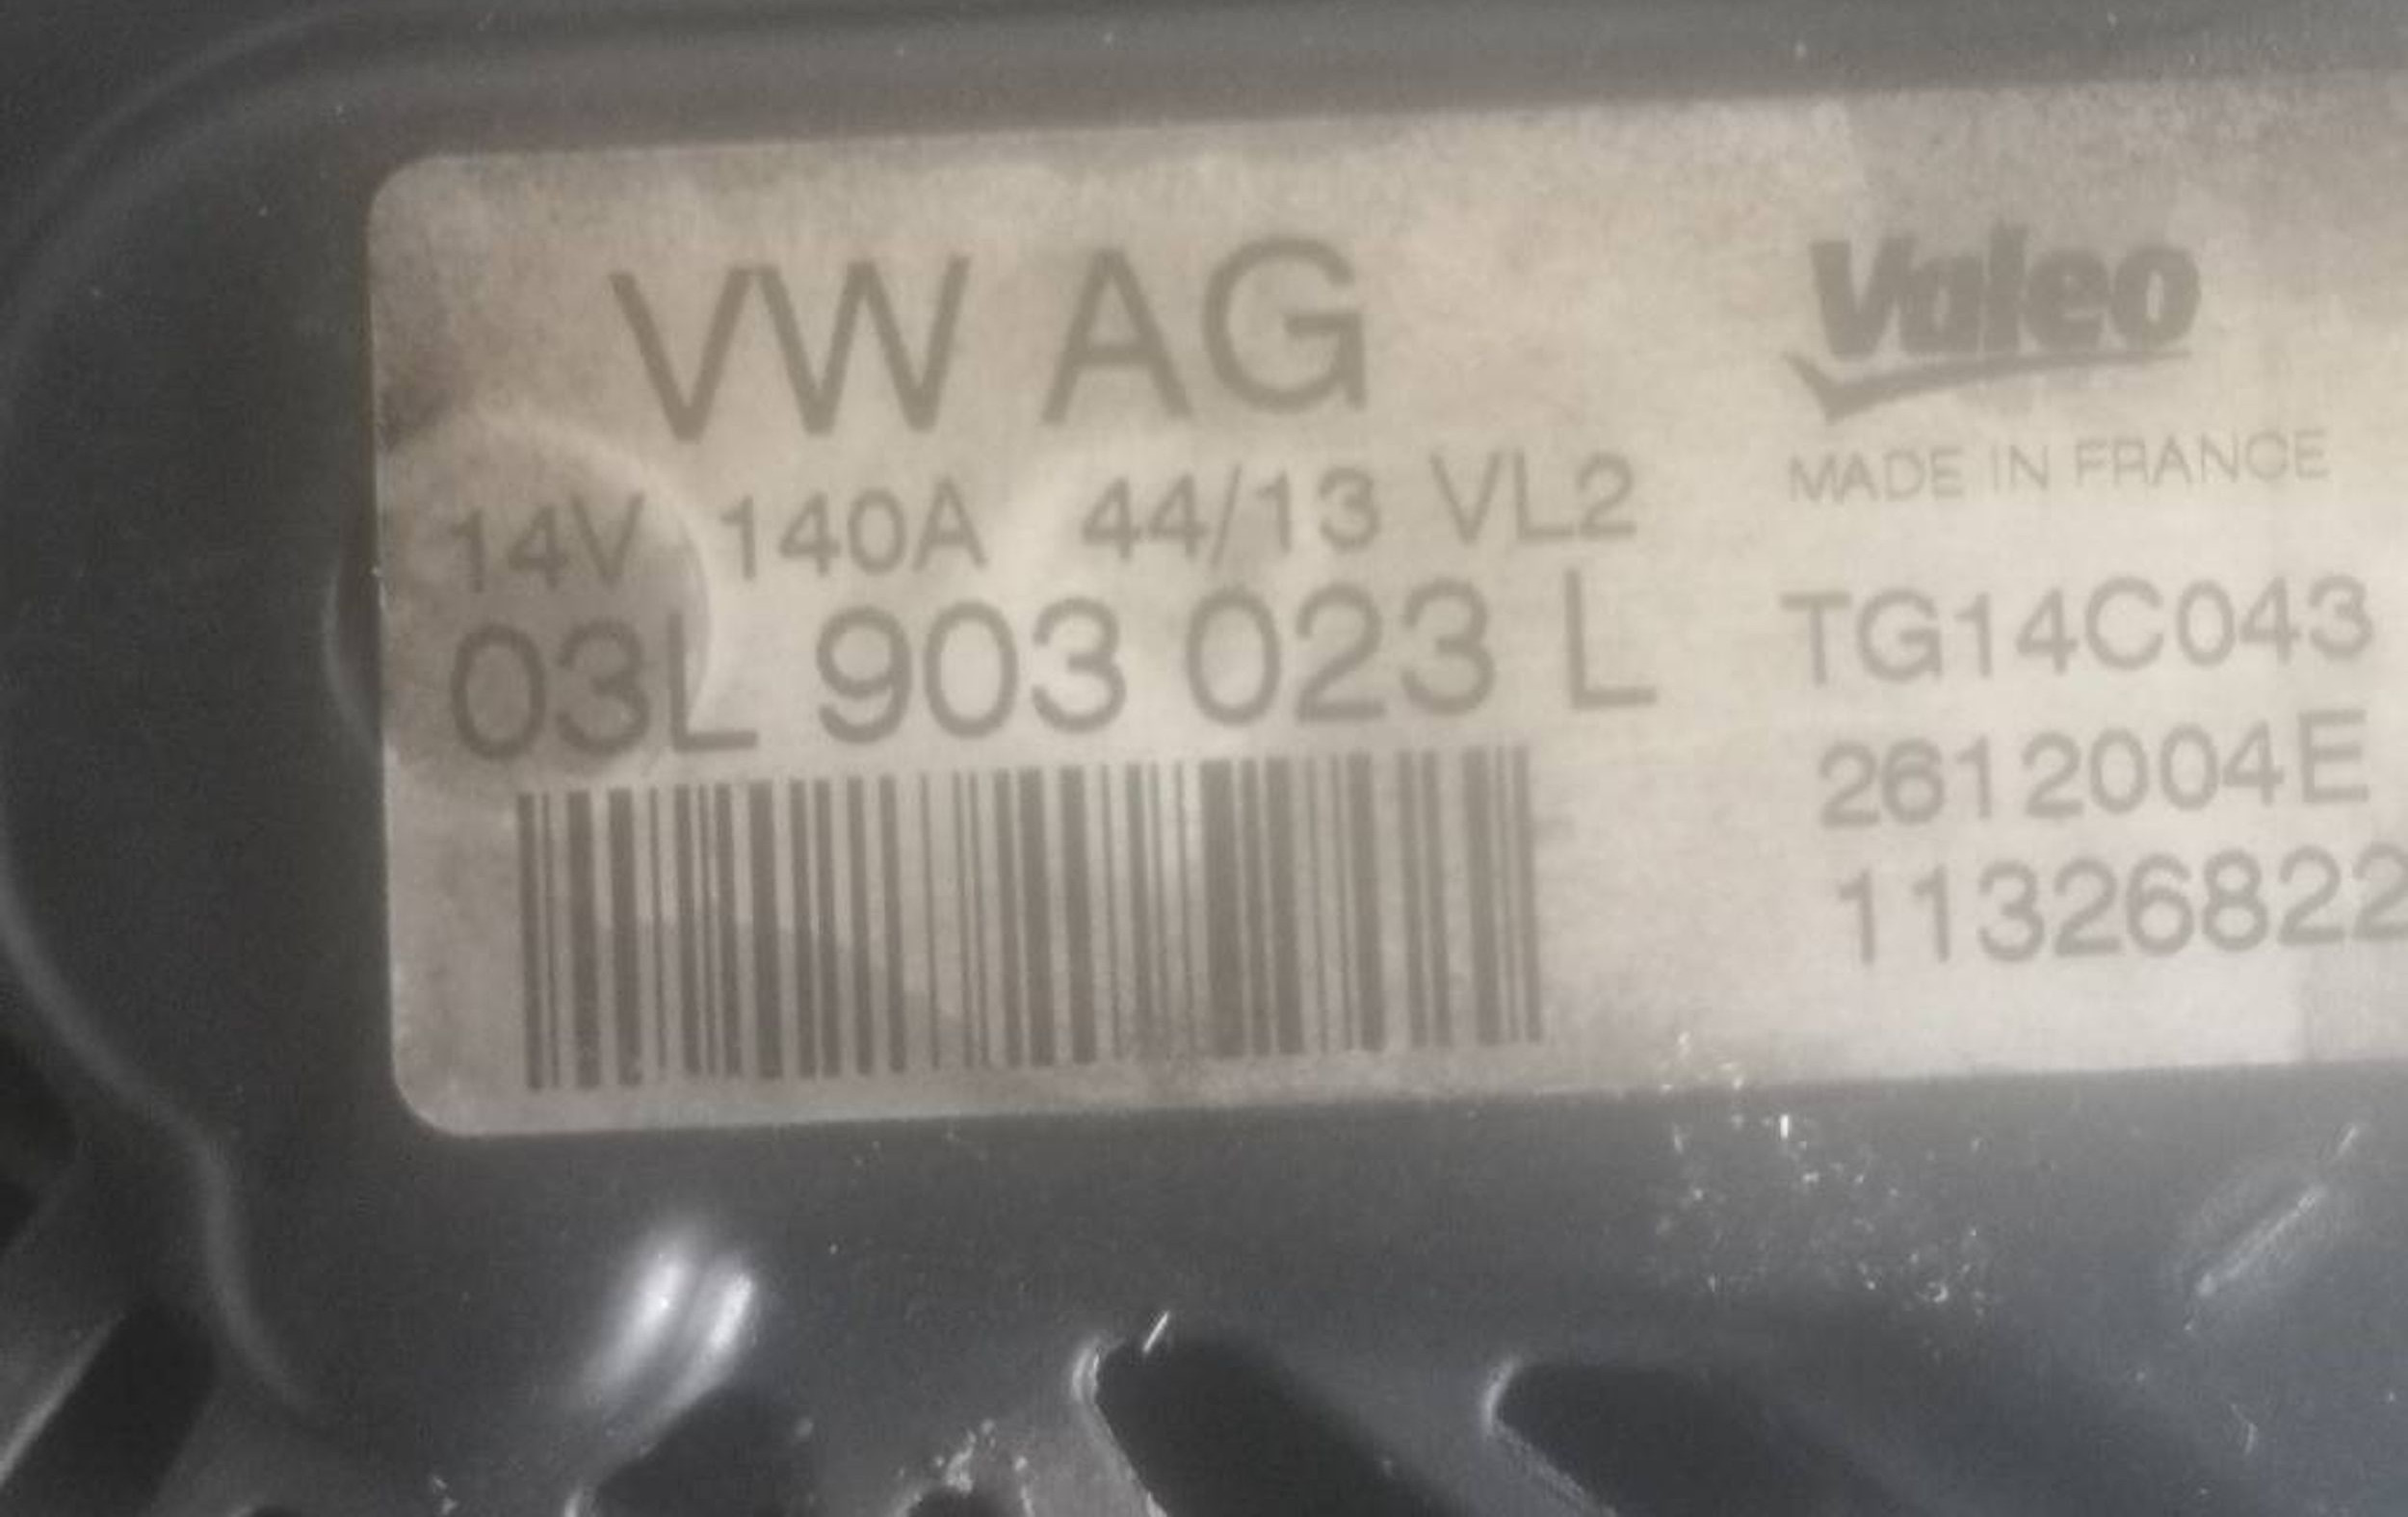 VW AG
14V 140A 44/13 VL2
03L 903 023 L
Valeo
MADE IN FRANCE
TG14C043
2612004E
11326822